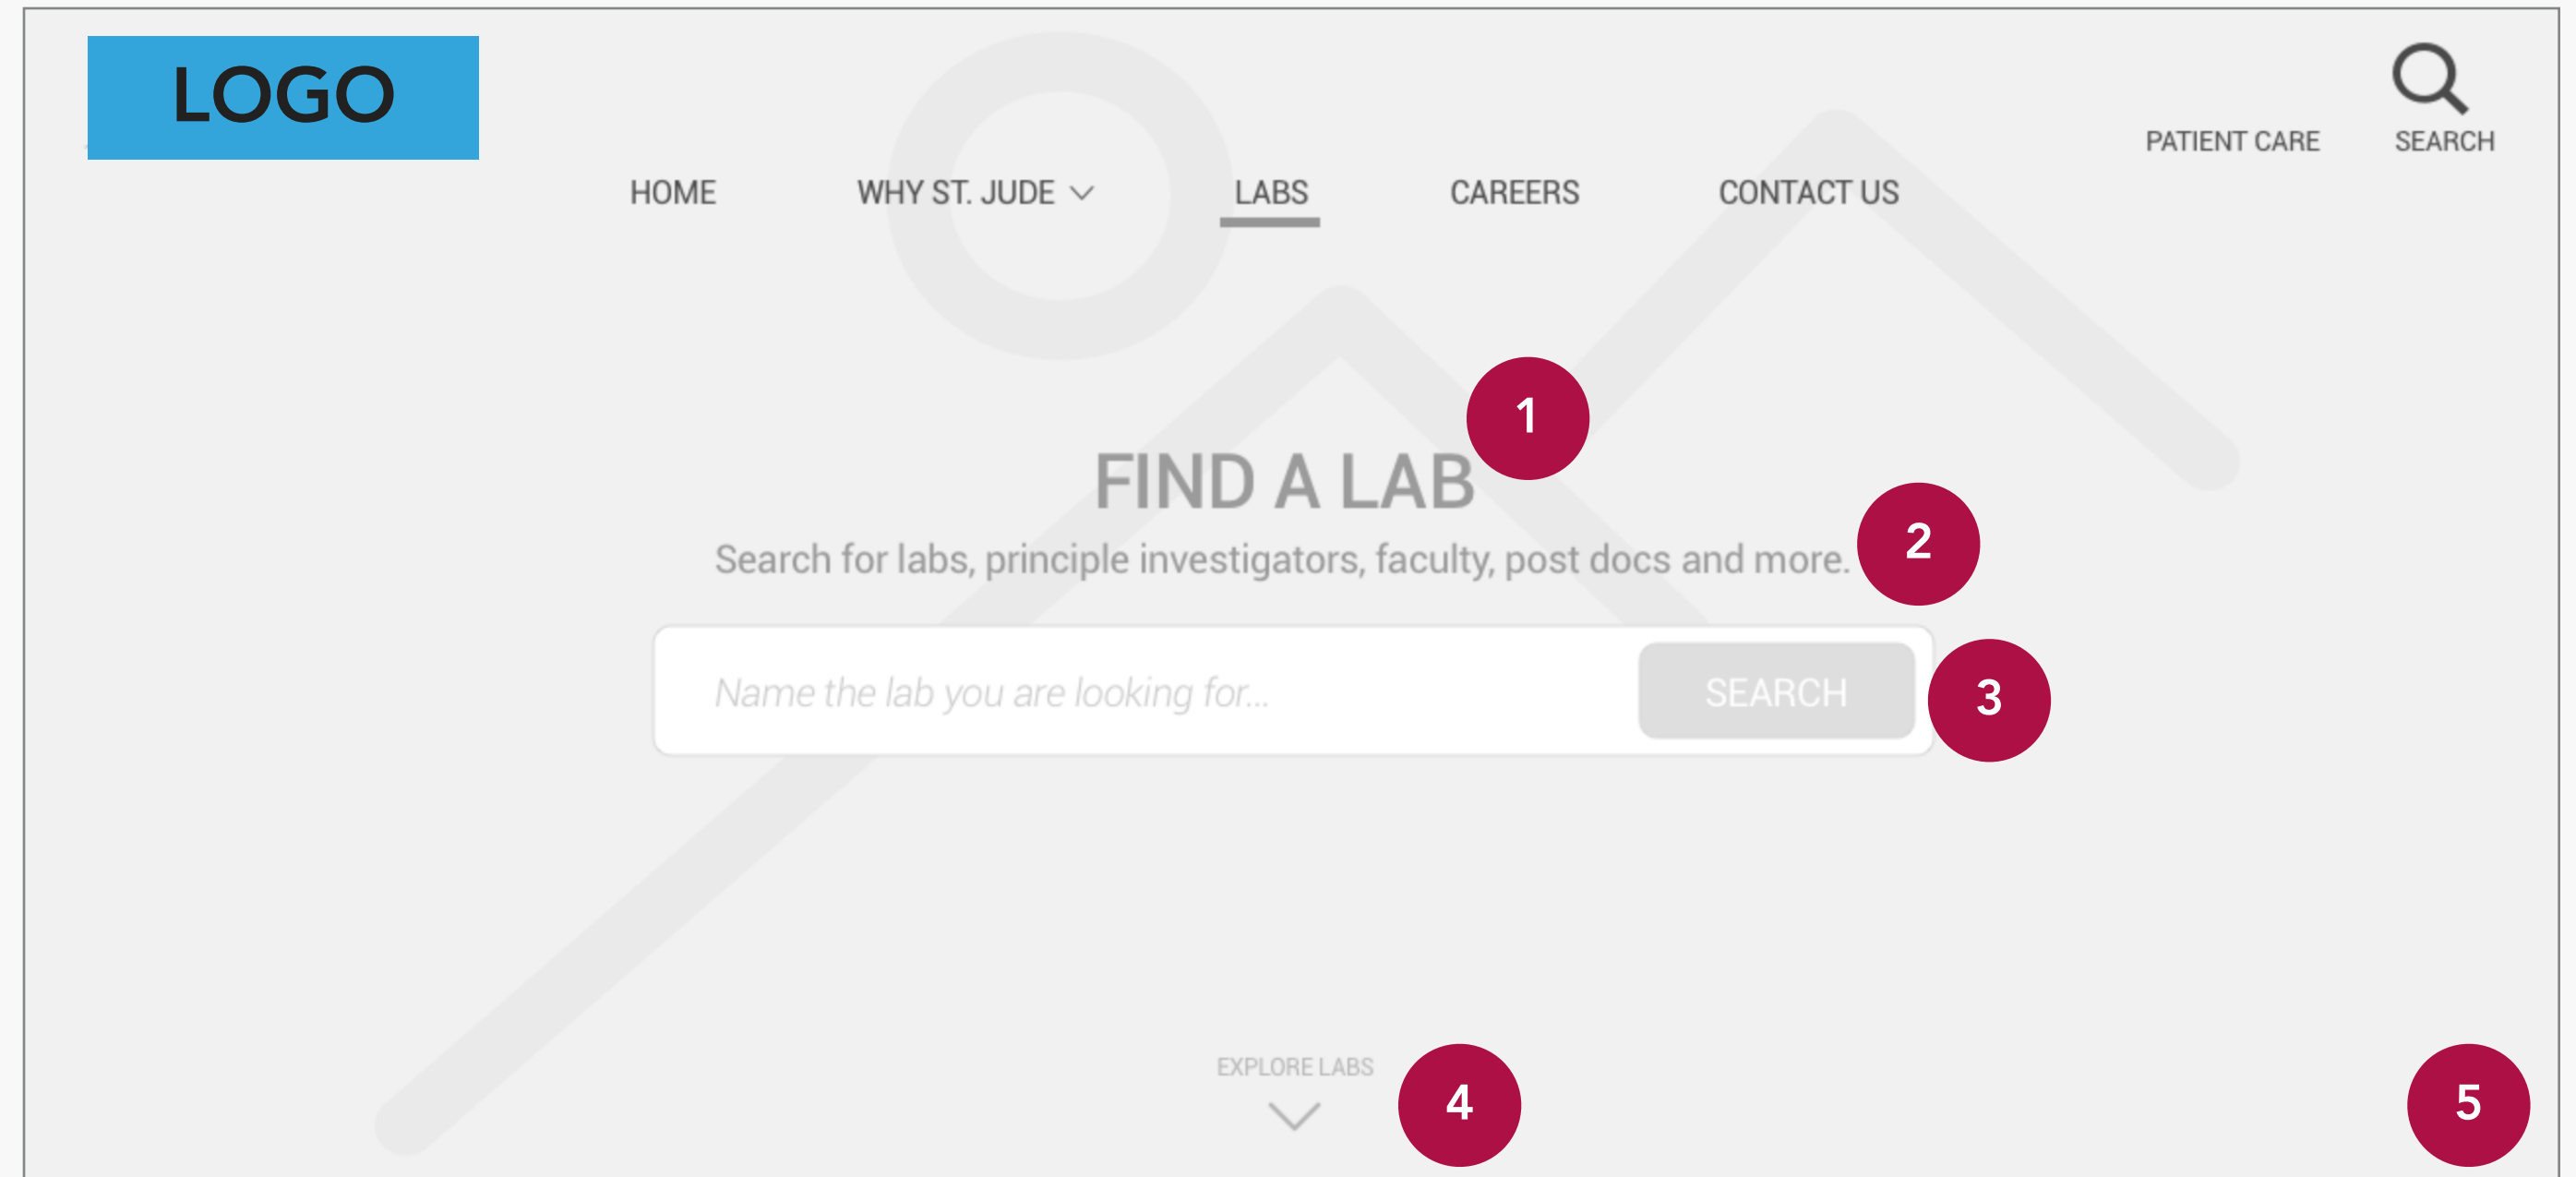 LOGO
PATIENT CARE
SEARCH
HOME
WHY ST. JUDE
LABS
CAREERS
CONTACT US
1
FIND A LAB
2
Search for labs, principle investigators, faculty, post docs and more.
Name the lab you are looking for...
SEARCH
3
EXPLORE LABS
4
5